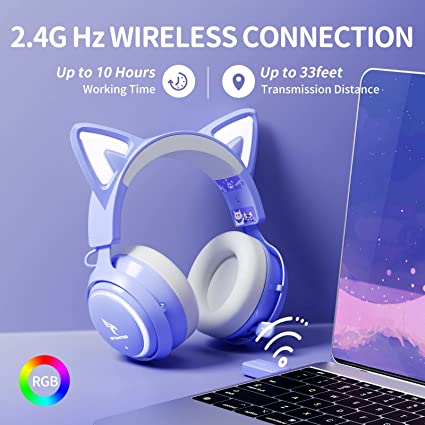 2.4G Hz WIRELESS CONNECTION
Up to 10 Hours
Working Time
Up to 33feet
Transmission Distance
RGB